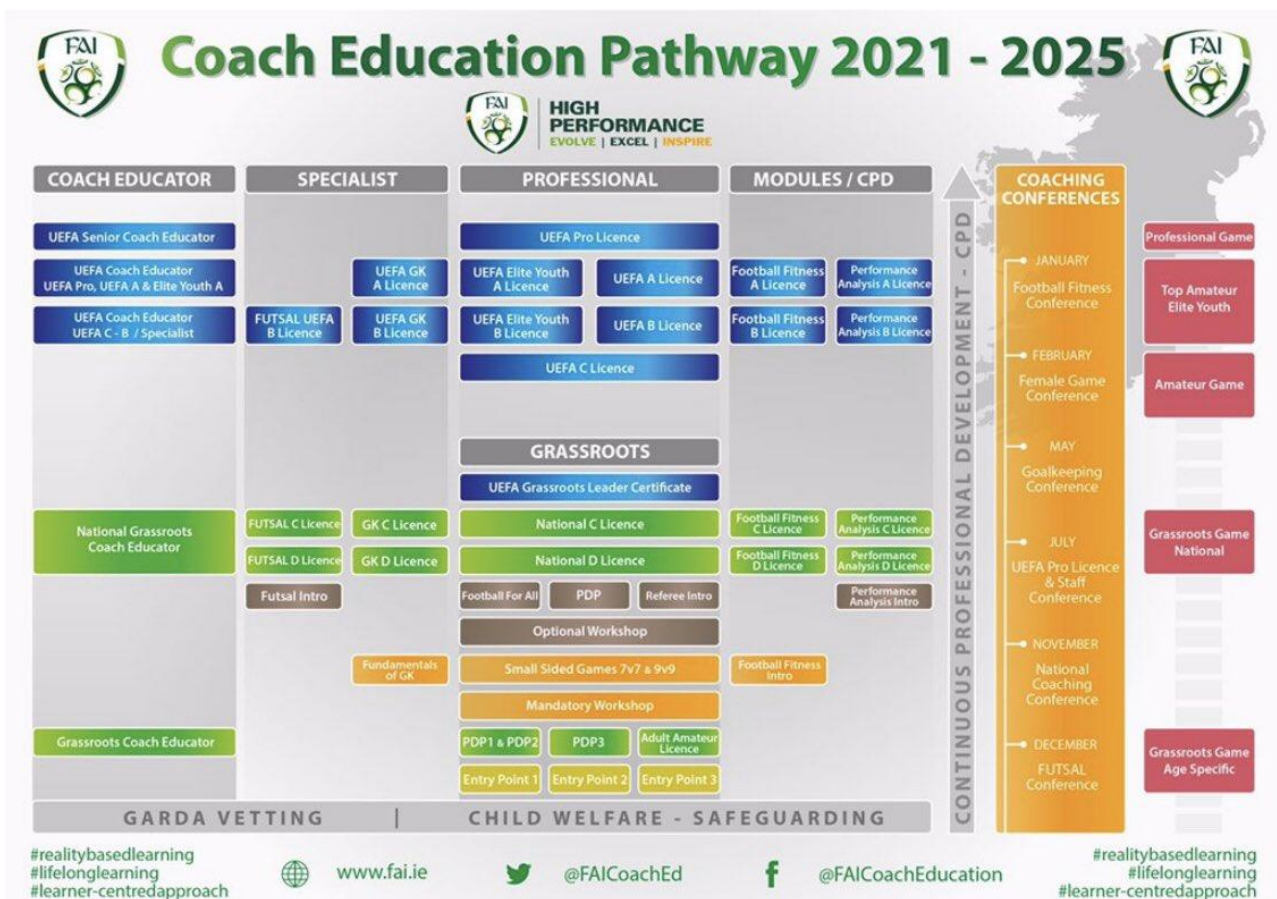 FAI
Coach Education Pathway 2021 - 2025
FAI
FAI
HIGH
PERFORMANCE
EVOLVE | EXCEL | INSPIRE
COACH EDUCATOR
SPECIALIST
PROFESSIONAL
MODULES / CPD
UEFA Senior Coach Educator
UEFA Pro Licence
UEFA Coach Educator
UEFA Pro, UEFA A & Elite Youth A
UEFA GK
A Licence
UEFA Elite Youth
A Licence
UEFA A Licence
Football Fitness
A Licence
Performance
Analysis A Licence
UEFA Coach Educator
UEFA C - B / Specialist
FUTSAL UEFA
B Licence
UEFA GK
B Licence
UEFA Elite Youth
B Licence
UEFA B Licence
Football Fitness
B Licence
Performance
Analysis B Licence
UEFA C Licence
GRASSROOTS
UEFA Grassroots Leader Certificate
National Grassroots
Coach Educator
FUTSAL C Licence
GK C Licence
National C Licence
Football Fitness
C Licence
Performance
Analysis C Licence
FUTSAL D Licence
GK D Licence
National D Licence
Football Fitness
D Licence
Performance
Analysis D Licence
Futsal Intro
Football For All
PDP
Referee Intro
Performance
Analysis Intro
Optional Workshop
Fundamentals
of GK
Small Sided Games 7v7 & 9v9
Football Fitness
Intro
Mandatory Workshop
Grassroots Coach Educator
PDP1 & PDP2
PDP3
Adult Amateur
Licence
Entry Point 1
Entry Point 2
Entry Point 3
GARDA VETTING | CHILD WELFARE - SAFEGUARDING
CONTINUOUS PROFESSIONAL DEVELOPMENT - CPD
COACHING
CONFERENCES
JANUARY
Football Fitness
Conference
FEBRUARY
Female Game
Conference
MAY
Goalkeeping
Conference
JULY
UEFA Pro Licence
& Staff
Conference
NOVEMBER
National
Coaching
Conference
DECEMBER
FUTSAL
Conference
Professional Game
Top Amateur
Elite Youth
Amateur Game
Grassroots Game
National
Grassroots Game
Age Specific
#realitybasedlearning
#lifelonglearning
#learner-centredapproach
www.fai.ie
@FAICoachEd
@FAICoachEducation
#realitybasedlearning
#lifelonglearning
#learner-centredapproach